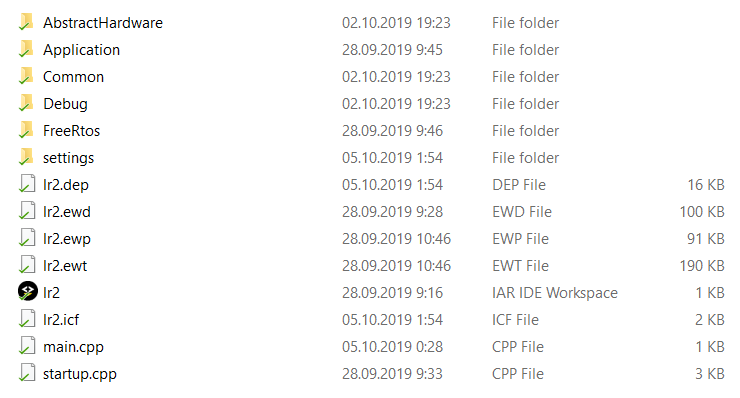 AbstractHardware 02.10.2019 19:23 File folder
Application 28.09.2019 9:45 File folder
Common 02.10.2019 19:23 File folder
Debug 02.10.2019 19:23 File folder
FreeRtos 28.09.2019 9:46 File folder
settings 05.10.2019 1:54 File folder
lr2.dep 05.10.2019 1:54 DEP File 16 KB
lr2.ewd 28.09.2019 9:28 EWD File 100 KB
lr2.ewp 28.09.2019 10:46 EWP File 91 KB
lr2.ewt 28.09.2019 10:46 EWT File 190 KB
lr2 28.09.2019 9:16 IAR IDE Workspace 1 KB
lr2.icf 05.10.2019 1:54 ICF File 2 KB
main.cpp 05.10.2019 0:28 CPP File 1 KB
startup.cpp 28.09.2019 9:33 CPP File 3 KB